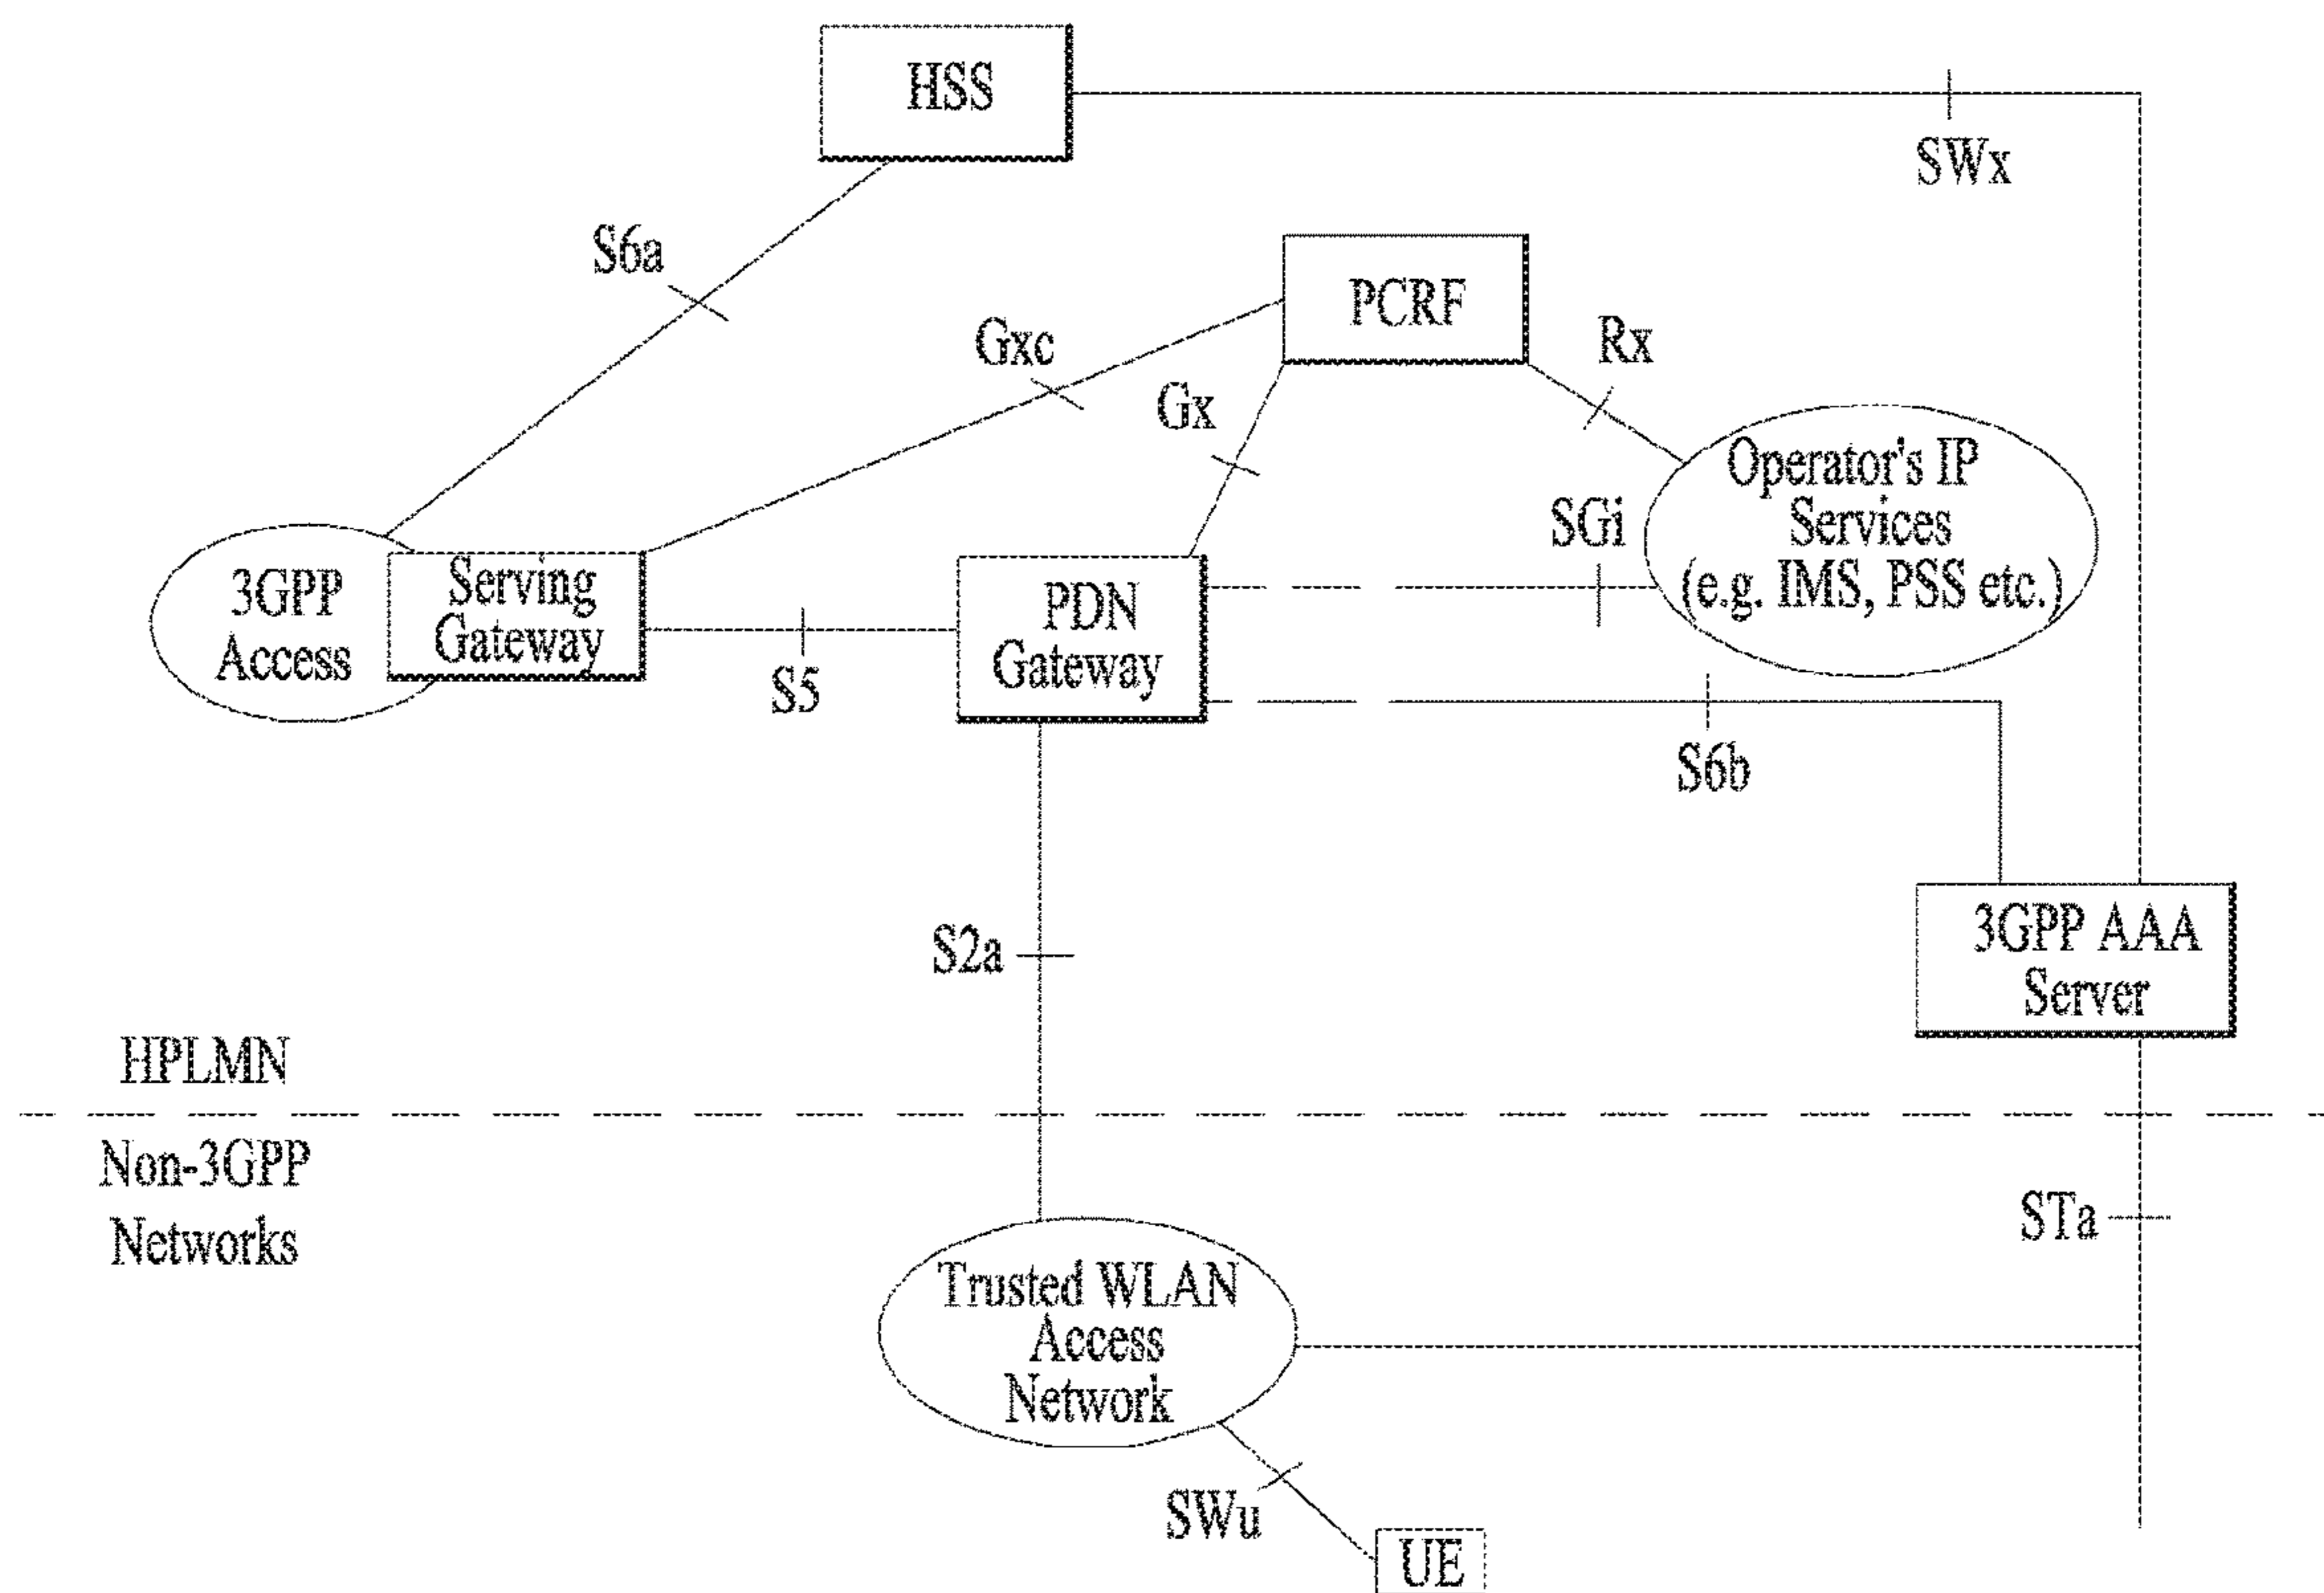 HSS
SWx
S6a
PCRF
Gxc
Rx
Gx
Operator's IP
Services
(e.g. IMS, PSS etc.)
SGi
3GPP
Access
Serving
Gateway
PDN
Gateway
S5
S6b
3GPP AAA
Server
S2a
HPLMN
Non-3GPP
Networks
STa
Trusted WLAN
Access
Network
SWu
UE